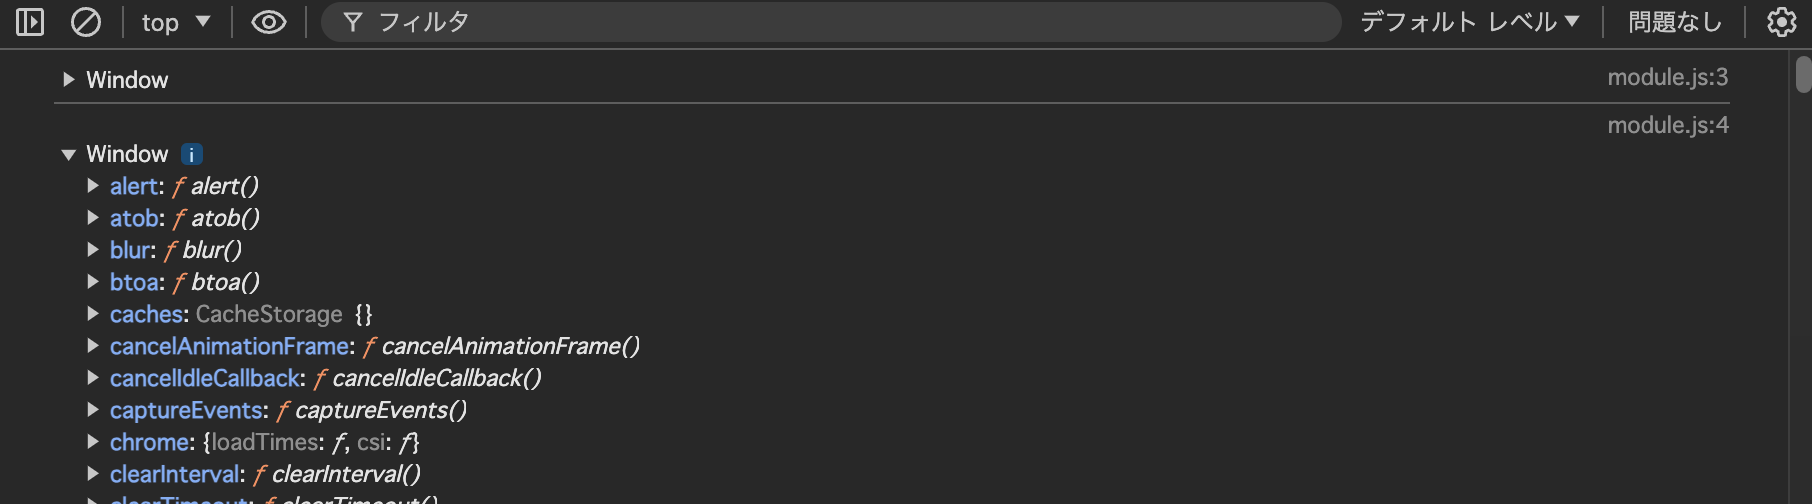 top フィルタ デフォルト レベル 問題なし
Window module.js:3
module.js:4
Window i
alert: ƒ alert()
atob: ƒ atob()
blur: ƒ blur()
btoa: ƒ btoa()
caches: CacheStorage {}
cancelAnimationFrame: ƒ cancelAnimationFrame()
cancelIdleCallback: ƒ cancelIdleCallback()
captureEvents: ƒ captureEvents()
chrome: {loadTimes: ƒ, csi: ƒ}
clearInterval: ƒ clearInterval()
clearTimeout: ƒ clearTimeout()